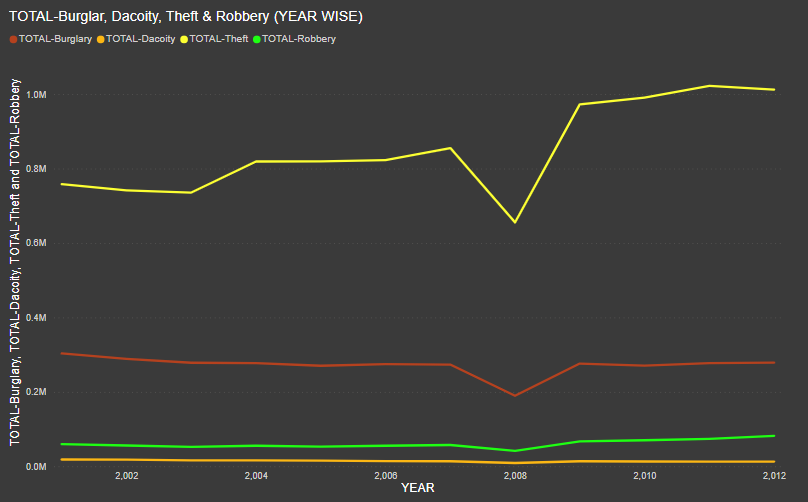 TOTAL-Burglar, Dacoity, Theft & Robbery (YEAR WISE)
TOTAL-Burglary TOTAL-Dacoity TOTAL-Theft TOTAL-Robbery
TOTAL-Burglary, TOTAL-Dacoity, TOTAL-Theft and TOTAL-Robbery
1.0M
0.8M
0.6M
0.4M
0.2M
0.0M
2,002 2,004 2,006 2,008 2,010 2,012
YEAR